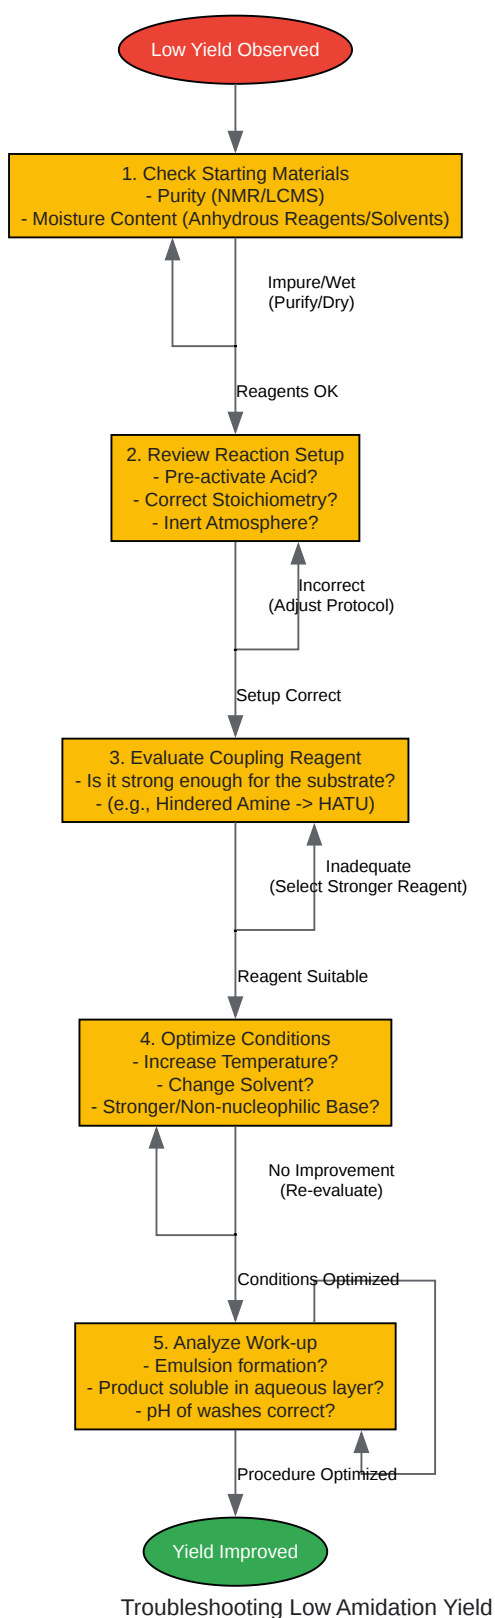 Low Yield Observed
1. Check Starting Materials
- Purity (NMR/LCMS)
- Moisture Content (Anhydrous Reagents/Solvents)
Impure/Wet
(Purify/Dry)
Reagents OK
2. Review Reaction Setup
- Pre-activate Acid?
- Correct Stoichiometry?
- Inert Atmosphere?
Incorrect
(Adjust Protocol)
Setup Correct
3. Evaluate Coupling Reagent
- Is it strong enough for the substrate?
- (e.g., Hindered Amine -> HATU)
Inadequate
(Select Stronger Reagent)
Reagent Suitable
4. Optimize Conditions
- Increase Temperature?
- Change Solvent?
- Stronger/Non-nucleophilic Base?
No Improvement
(Re-evaluate)
Conditions Optimized
5. Analyze Work-up
- Emulsion formation?
- Product soluble in aqueous layer?
- pH of washes correct?
Procedure Optimized
Yield Improved
Troubleshooting Low Amidation Yield